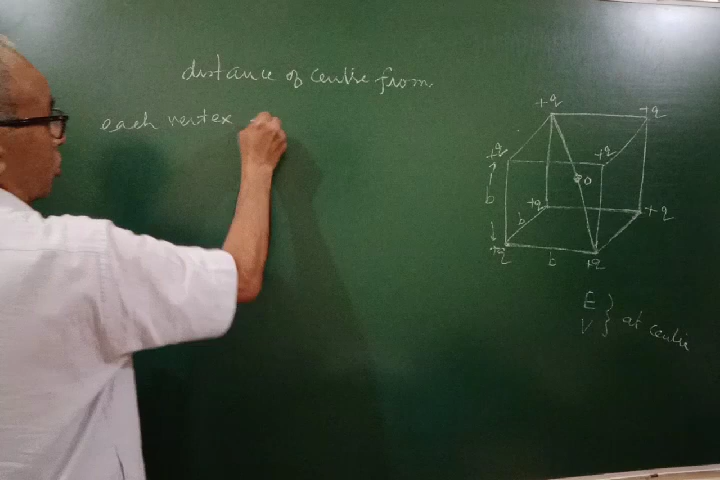 distance of centre from
each vertex
+q
+q
+q
+q
b
O
+q
b
+q
+q
b
+q
E
V } at centre